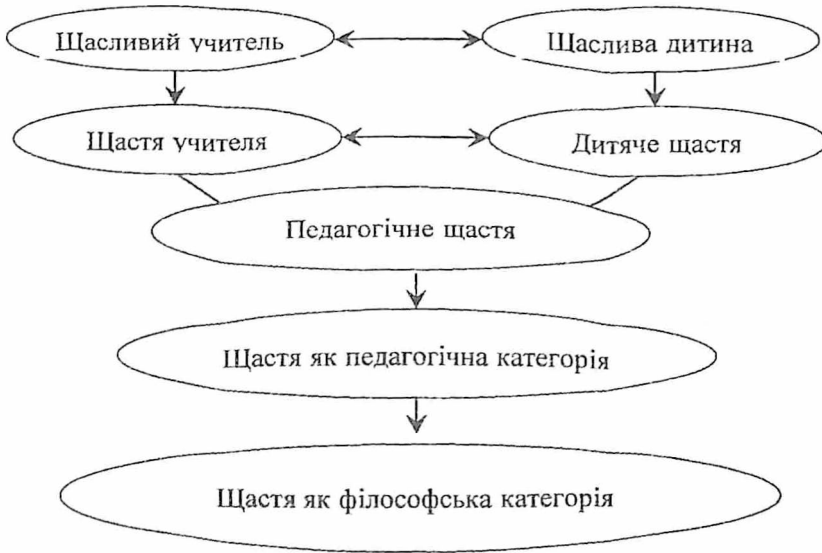 Щасливий учитель
Щаслива дитина
Щастя учителя
Дитяче щастя
Педагогічне щастя
Щастя як педагогічна категорія
Щастя як філософська категорія